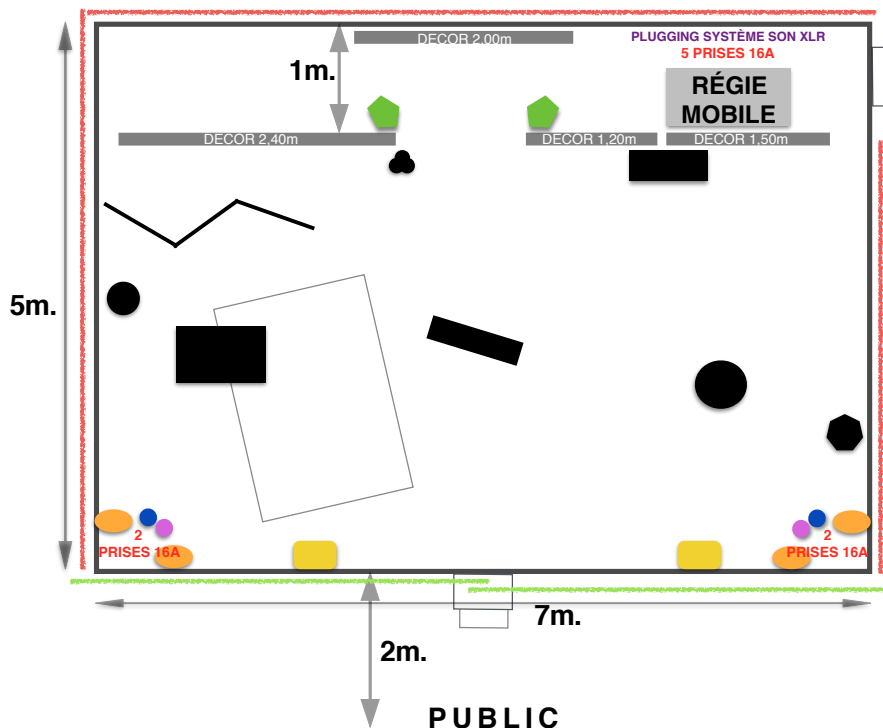 DECOR 2.00m
PLUGGING SYSTÈME SON XLR
5 PRISES 16A
1m.
RÉGIE
MOBILE
DECOR 2,40m
DECOR 1,20m
DECOR 1,50m
5m.
2
PRISES 16A
2
PRISES 16A
7m.
2m.
PUBLIC